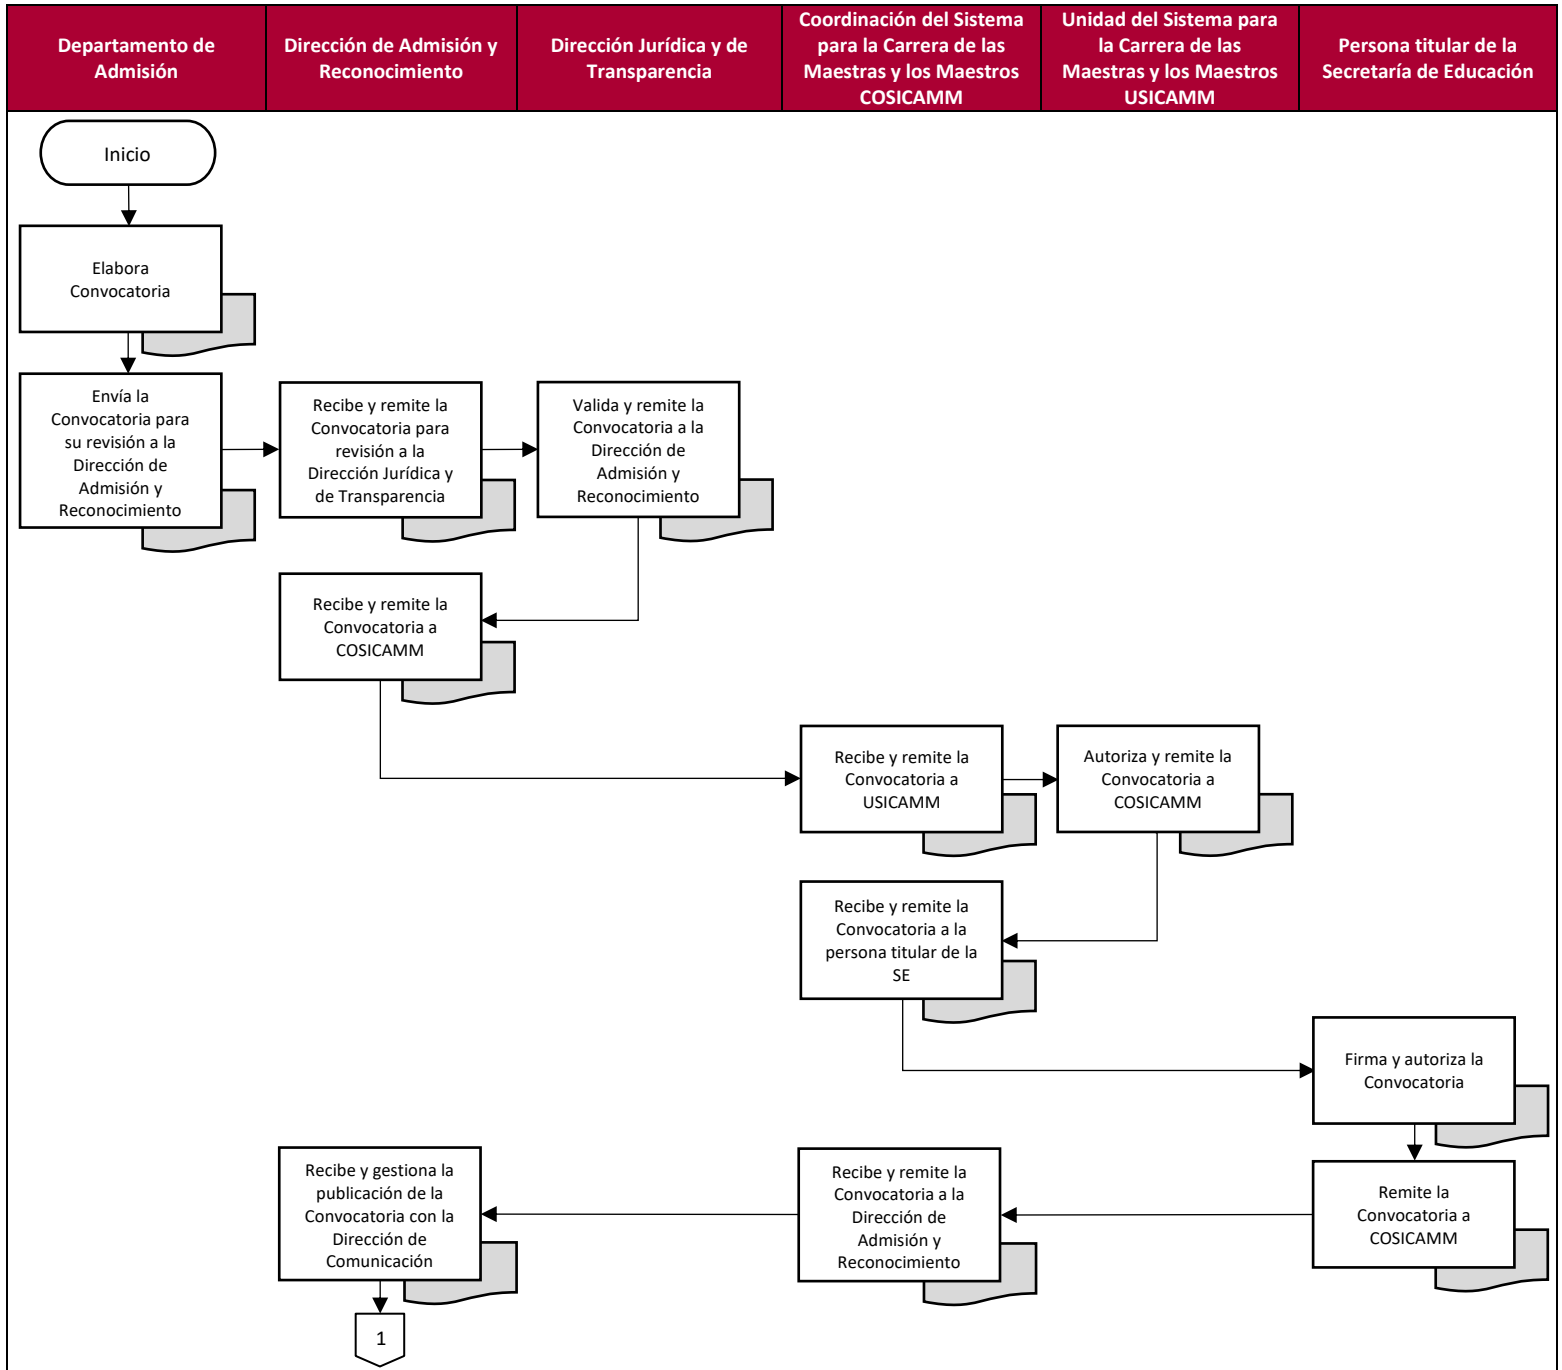 Departamento de
Admisión
Dirección de Admisión y
Reconocimiento
Dirección Jurídica y de
Transparencia
Coordinación del Sistema
para la Carrera de las
Maestras y los Maestros
COSICAMM
Unidad del Sistema para
la Carrera de las
Maestras y los Maestros
USICAMM
Persona titular de la
Secretaría de Educación
Inicio
Elabora
Convocatoria
Envía la
Convocatoria para
su revisión a la
Dirección de
Admisión y
Reconocimiento
Recibe y remite la
Convocatoria para
revisión a la
Dirección Jurídica y
de Transparencia
Valida y remite la
Convocatoria a la
Dirección de
Admisión y
Reconocimiento
Recibe y remite la
Convocatoria a
COSICAMM
Recibe y remite la
Convocatoria a
USICAMM
Autoriza y remite la
Convocatoria a
COSICAMM
Recibe y remite la
Convocatoria a la
persona titular de la
SE
Firma y autoriza la
Convocatoria
Remite la
Convocatoria a
COSICAMM
Recibe y remite la
Convocatoria a la
Dirección de
Admisión y
Reconocimiento
Recibe y gestiona la
publicación de la
Convocatoria con la
Dirección de
Comunicación
1